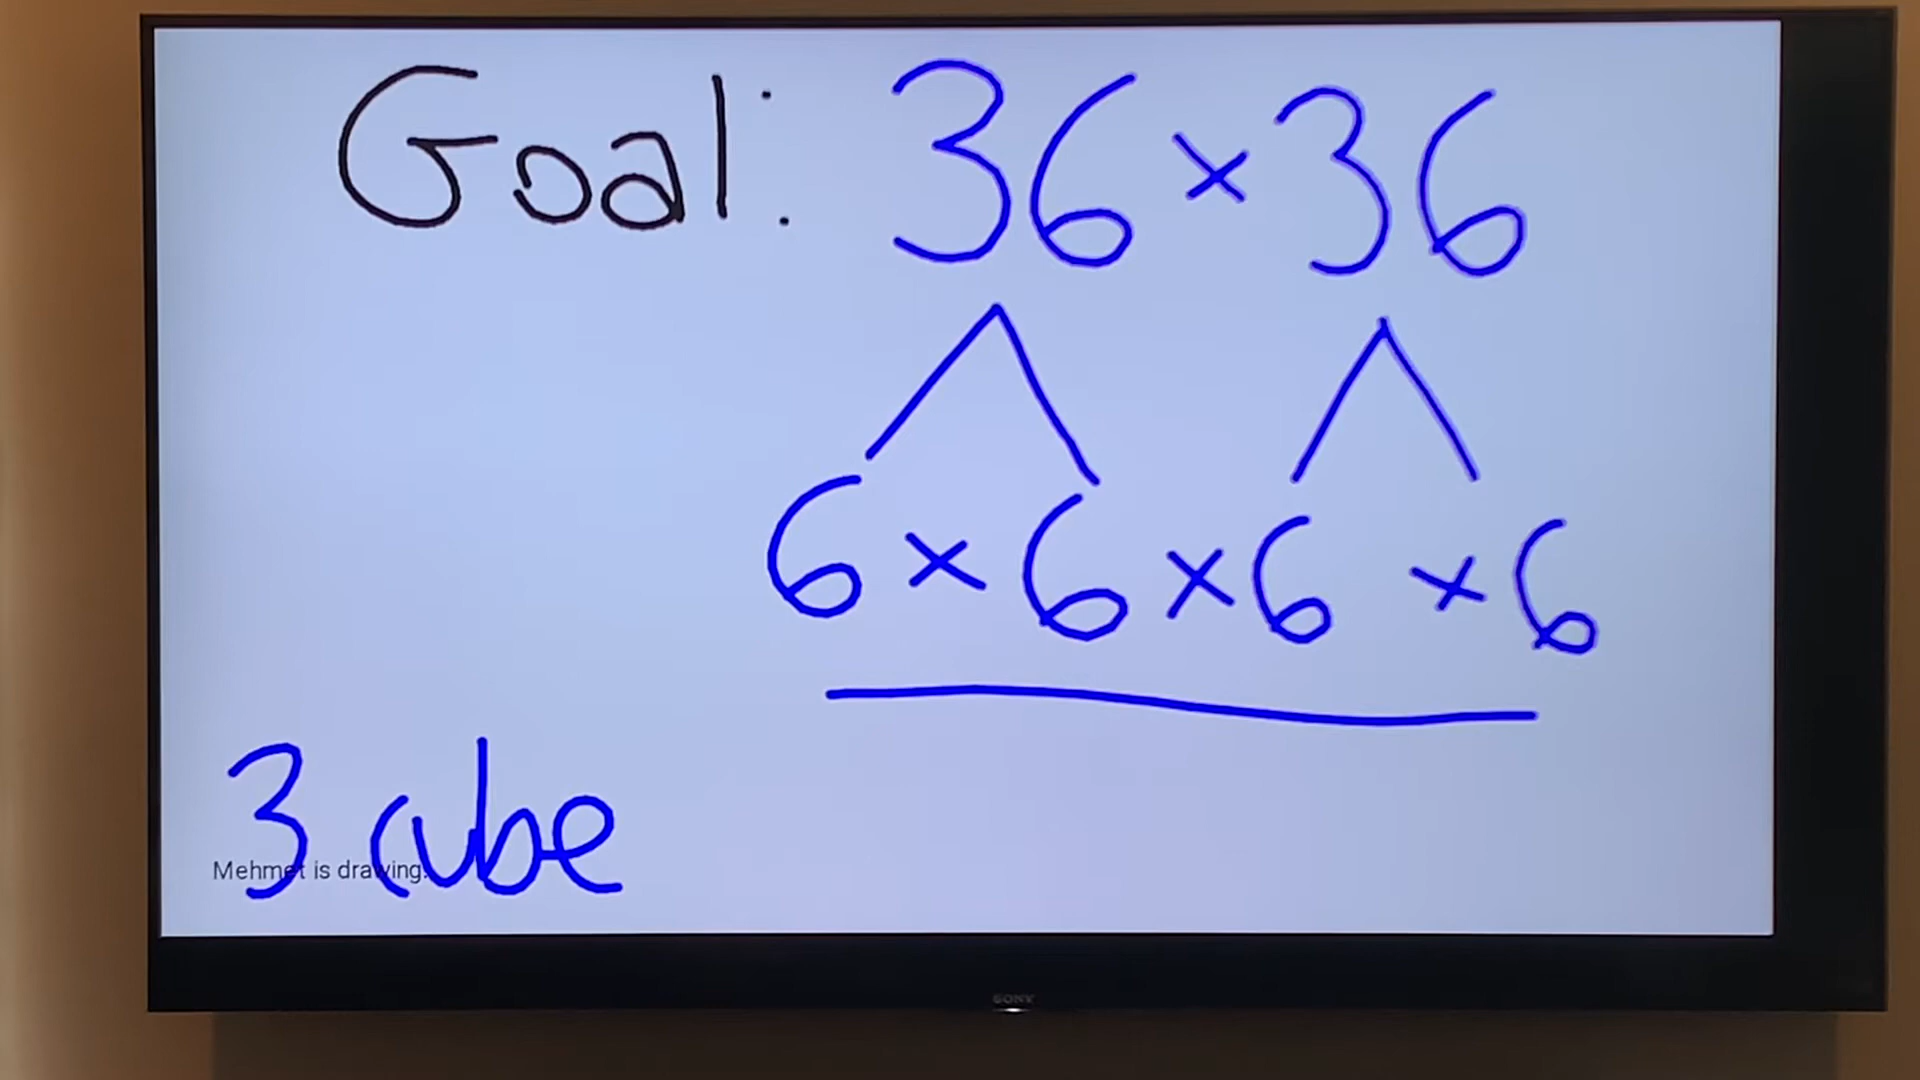 Goal: 36 × 36
6 × 6 × 6 × 6
3 cube
Mehmet is drawing.
SONY